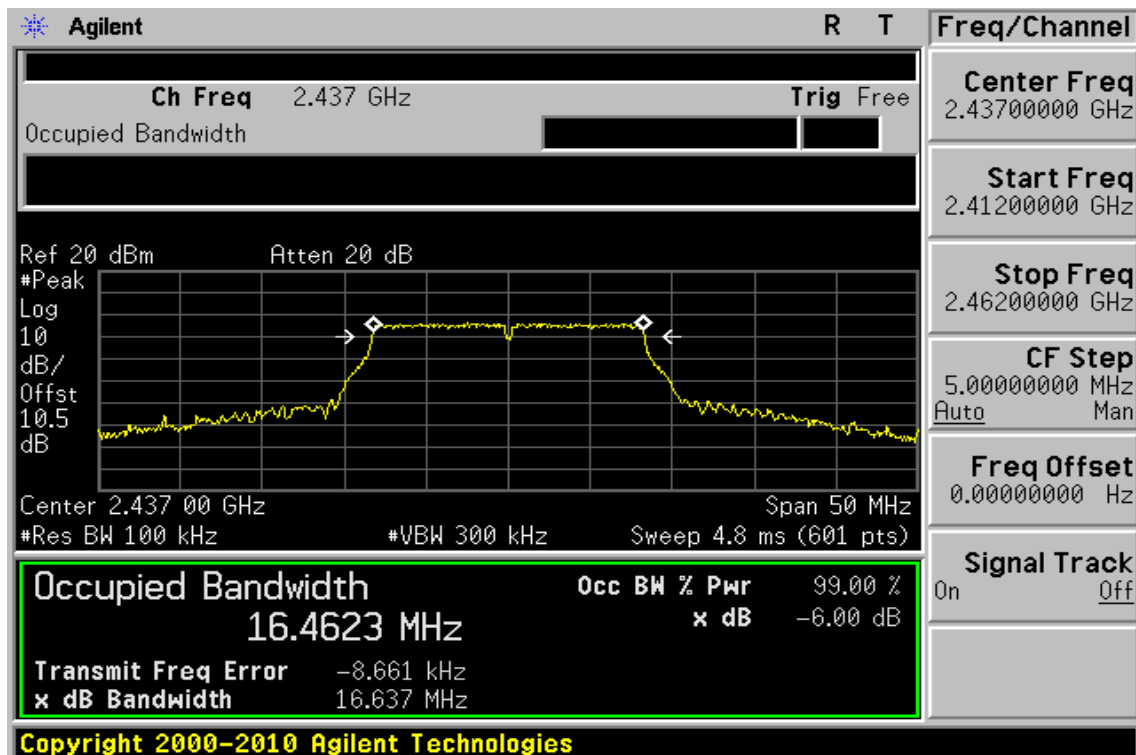 Agilent R T
Ch Freq 2.437 GHz Trig Free
Occupied Bandwidth
Ref 20 dBm Atten 20 dB
#Peak
Log
10
dB/
Offst
10.5
dB
Center 2.437 00 GHz Span 50 MHz
#Res BW 100 kHz #VBW 300 kHz Sweep 4.8 ms (601 pts)
Occupied Bandwidth
16.4623 MHz
Occ BW % Pwr 99.00 %
x dB -6.00 dB
Transmit Freq Error -8.661 kHz
x dB Bandwidth 16.637 MHz
Copyright 2000-2010 Agilent Technologies
Freq/Channel
Center Freq
2.43700000 GHz
Start Freq
2.41200000 GHz
Stop Freq
2.46200000 GHz
CF Step
5.00000000 MHz
Auto Man
Freq Offset
0.00000000 Hz
Signal Track
On Off